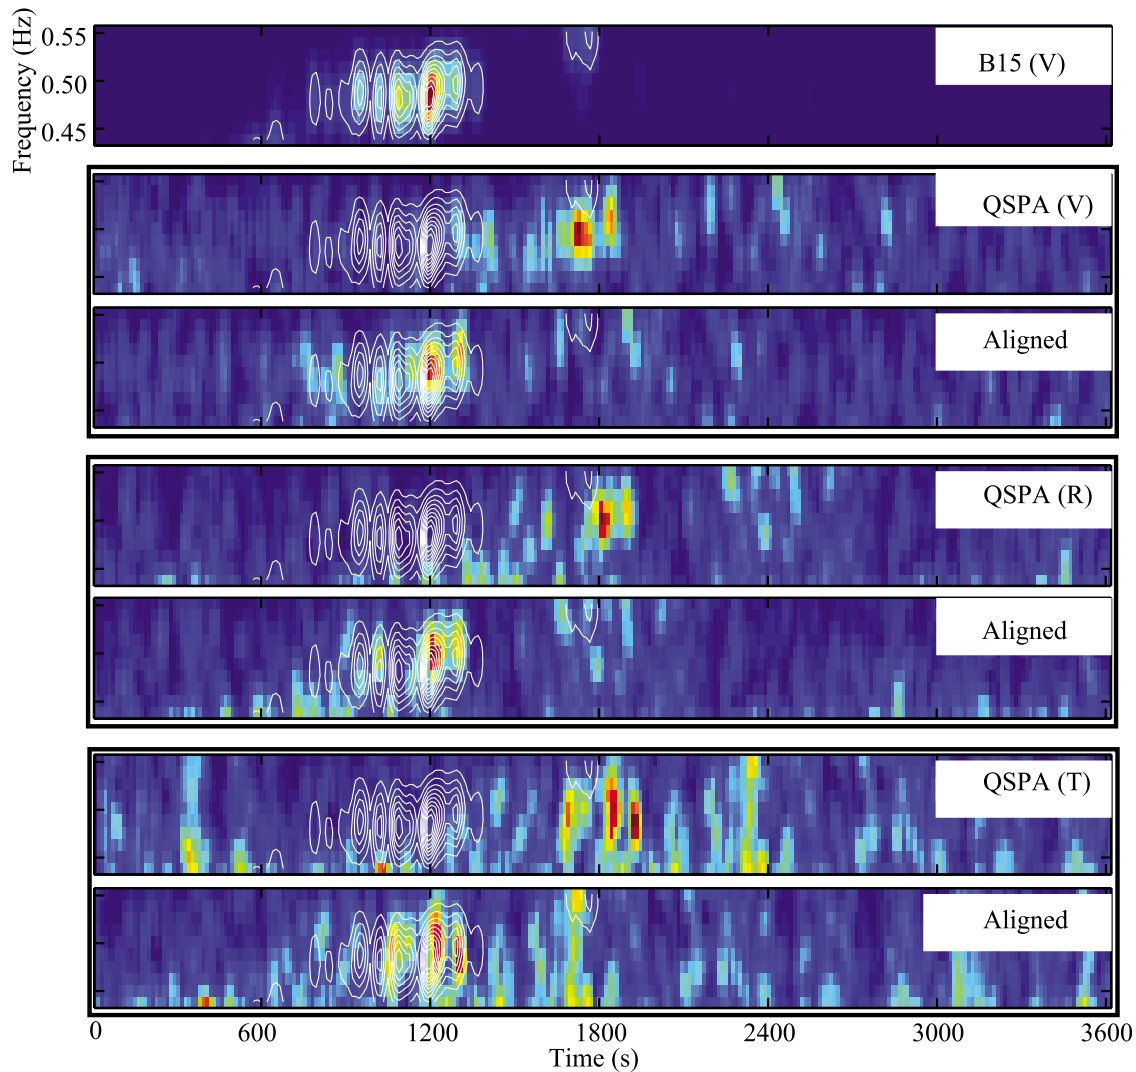 Frequency (Hz)
0.55
0.50
0.45
B15 (V)
QSPA (V)
Aligned
QSPA (R)
Aligned
QSPA (T)
Aligned
0 600 1200 1800 2400 3000 3600
Time (s)